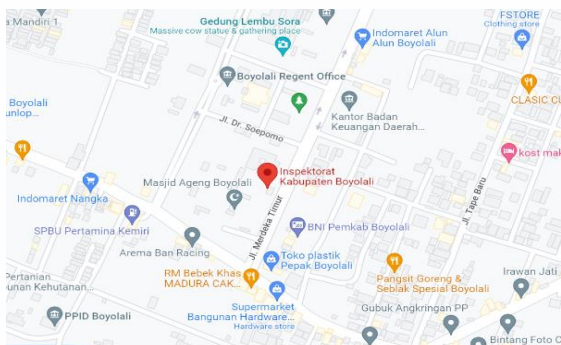 a Mandiri 1
Gedung Lembu Sora
Massive cow statue & gathering place
Indomaret Alun
Alun Boyolali
FSTORE
Clothing store
Boyolali Regent Office
Boyolali
unlop...
Kantor Badan
Keuangan Daerah...
CLASIC CU
Jl. Dr. Soepomo
kost mak
Inspektorat
Kabupaten Boyolali
Masjid Ageng Boyolali
Indomaret Nangka
Jl. Tape Baru
SPBU Pertamina Kemiri
Jl. Merdeka Timur
BNI Pemkab Boyolali
Arema Ban Racing
Toko plastik
Pepak Boyolali
RM Bebek Khas
MADURA CAK...
Pangsit Goreng &
Seblak Spesial Boyolali
Irawan Jati
Pertanian
unan Kehutanan...
Supermarket
Bangunan Hardware...
Hardware store
PPID Boyolali
Gubuk Angkringan PP
Bintang Foto C